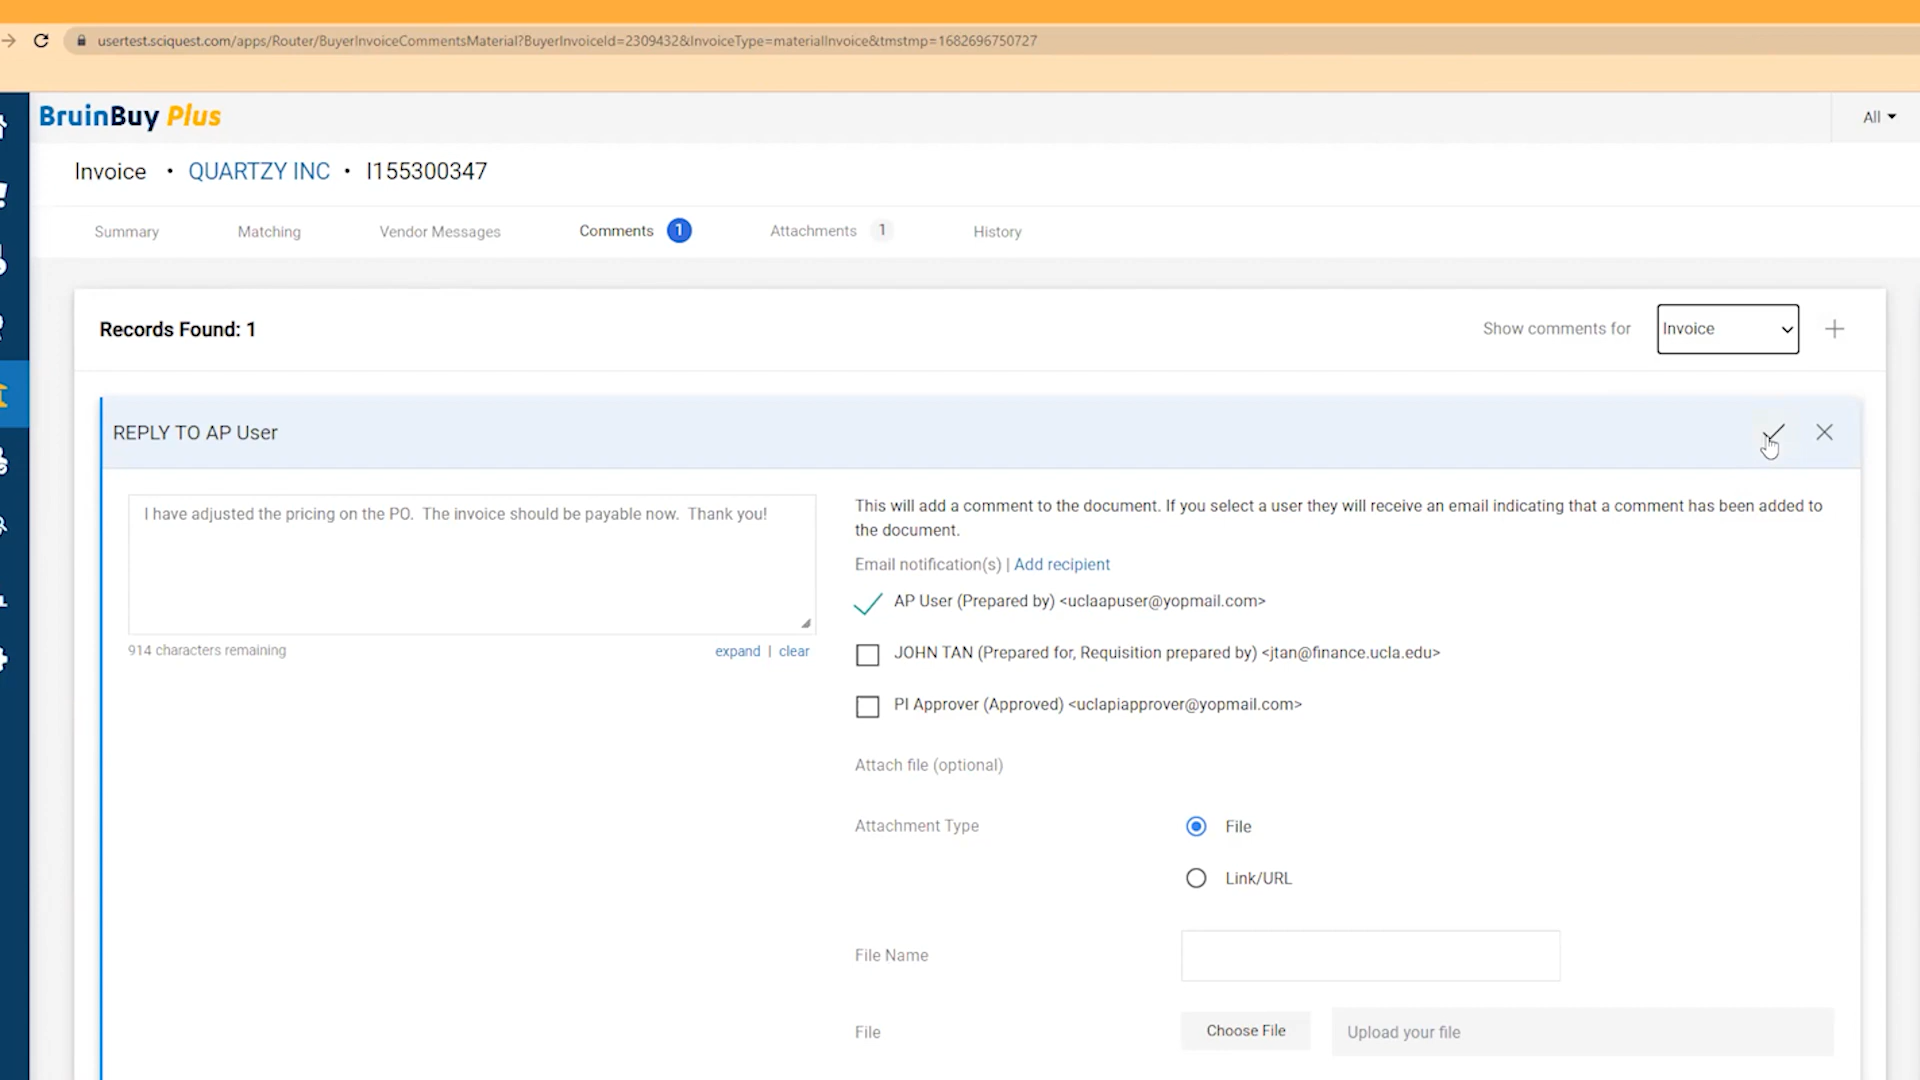 usertest.sciquest.com/apps/Router/BuyerInvoiceCommentsMaterial?BuyerInvoiceId=2309432&InvoiceType=materialInvoice&tmstmp=1682696750727
BruinBuy Plus
All
Invoice • QUARTZY INC • I155300347
Summary Matching Vendor Messages Comments 1 Attachments 1 History
Records Found: 1
Show comments for Invoice
REPLY TO AP User
I have adjusted the pricing on the PO.  The invoice should be payable now.  Thank you!
914 characters remaining
expand | clear
This will add a comment to the document. If you select a user they will receive an email indicating that a comment has been added to
the document.
Email notification(s) | Add recipient
AP User (Prepared by) <uclaapuser@yopmail.com>
JOHN TAN (Prepared for, Requisition prepared by) <jtan@finance.ucla.edu>
PI Approver (Approved) <uclapiapprover@yopmail.com>
Attach file (optional)
Attachment Type
File
Link/URL
File Name
File
Choose File
Upload your file